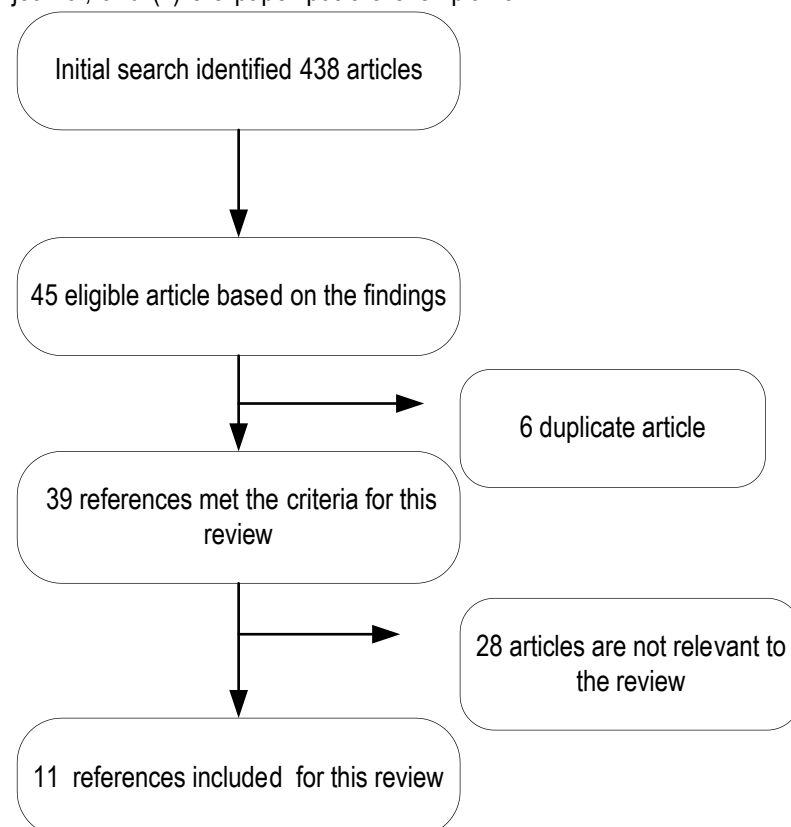 Initial search identified 438 articles
45 eligible article based on the findings
6 duplicate article
39 references met the criteria for this
review
28 articles are not relevant to
the review
11 references included for this review